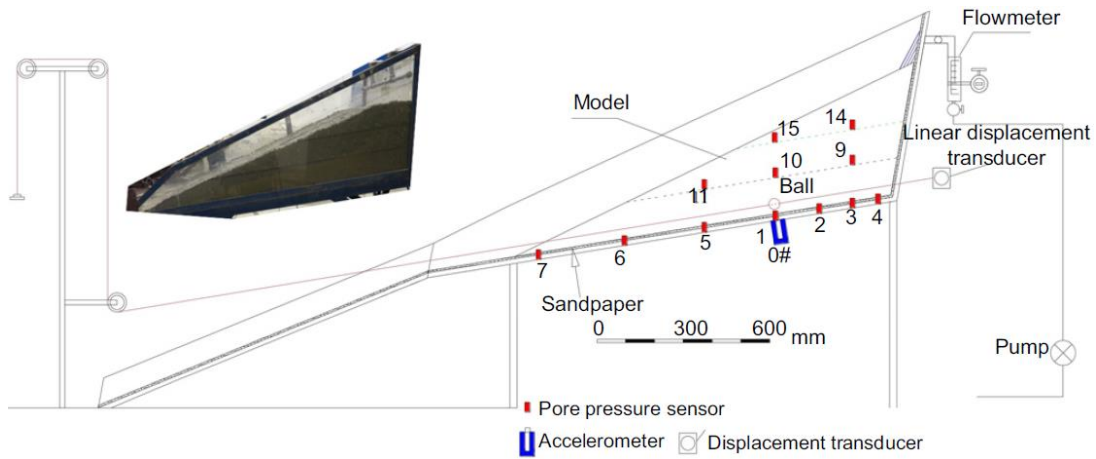 Flowmeter
Model
14
15
Linear displacement
transducer
9
10
Ball
11
1
2
3
4
5
6
7
0#
Sandpaper
0 300 600 mm
Pump
Pore pressure sensor
Accelerometer
Displacement transducer